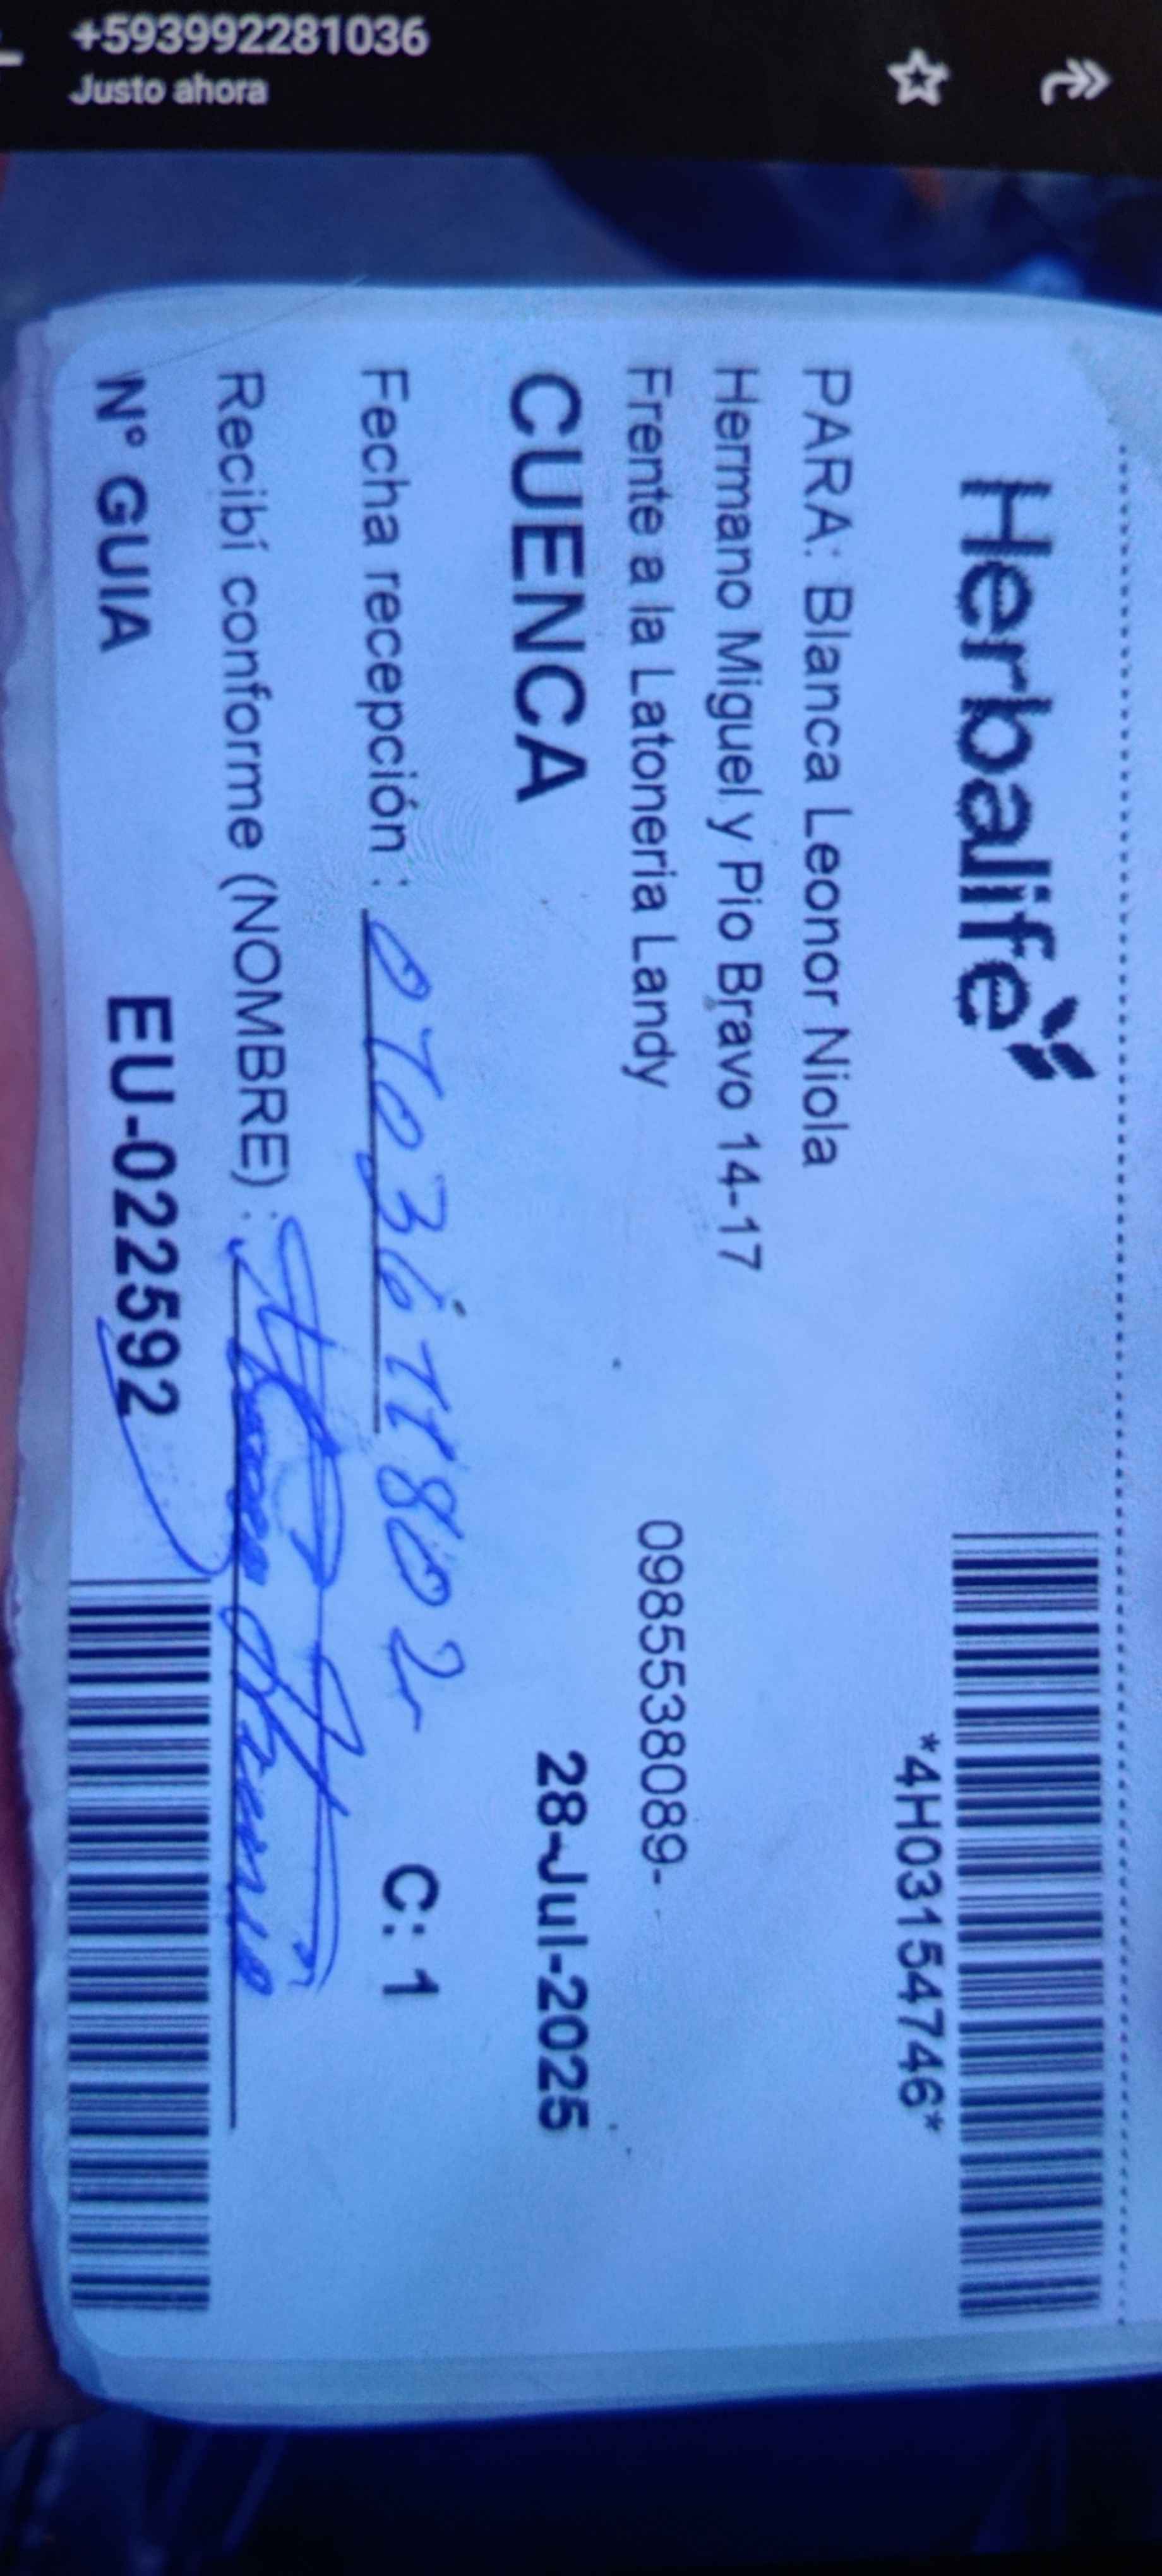 +593992281036
Justo ahora
Herbalife
*4H03154746*
PARA: Blanca Leonor Niola
Hermano Miguel y Pio Bravo 14-17
Frente a la Latoneria Landy 0985538089-
CUENCA 28-Jul-2025
Fecha recepción : C: 1
Recibí conforme (NOMBRE) :
N° GUIA EU-022592